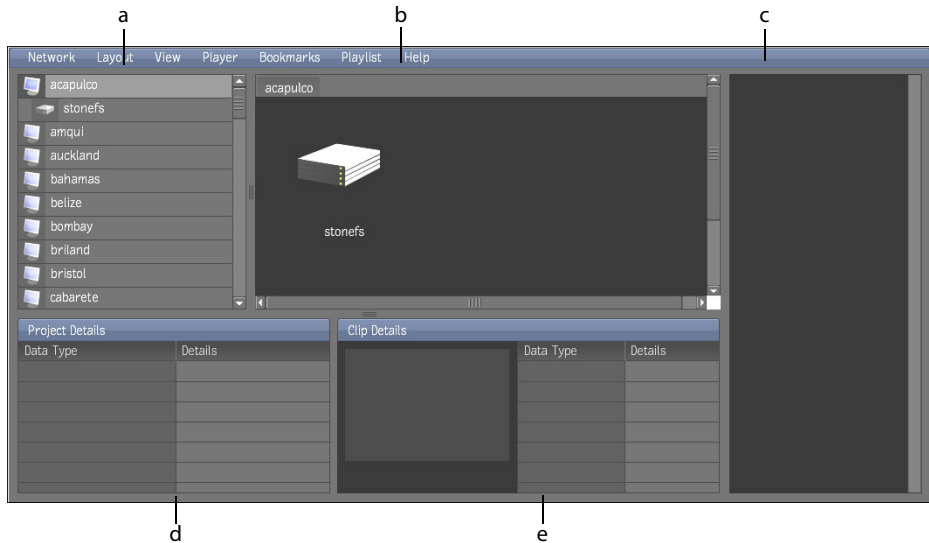 a b c
Network Layout View Player Bookmarks Playlist Help
acapulco
stonefs
amqui
auckland
bahamas
belize
bombay
briland
bristol
cabarete
acapulco
stonefs
Project Details
Data Type Details
Clip Details
Data Type Details
d e